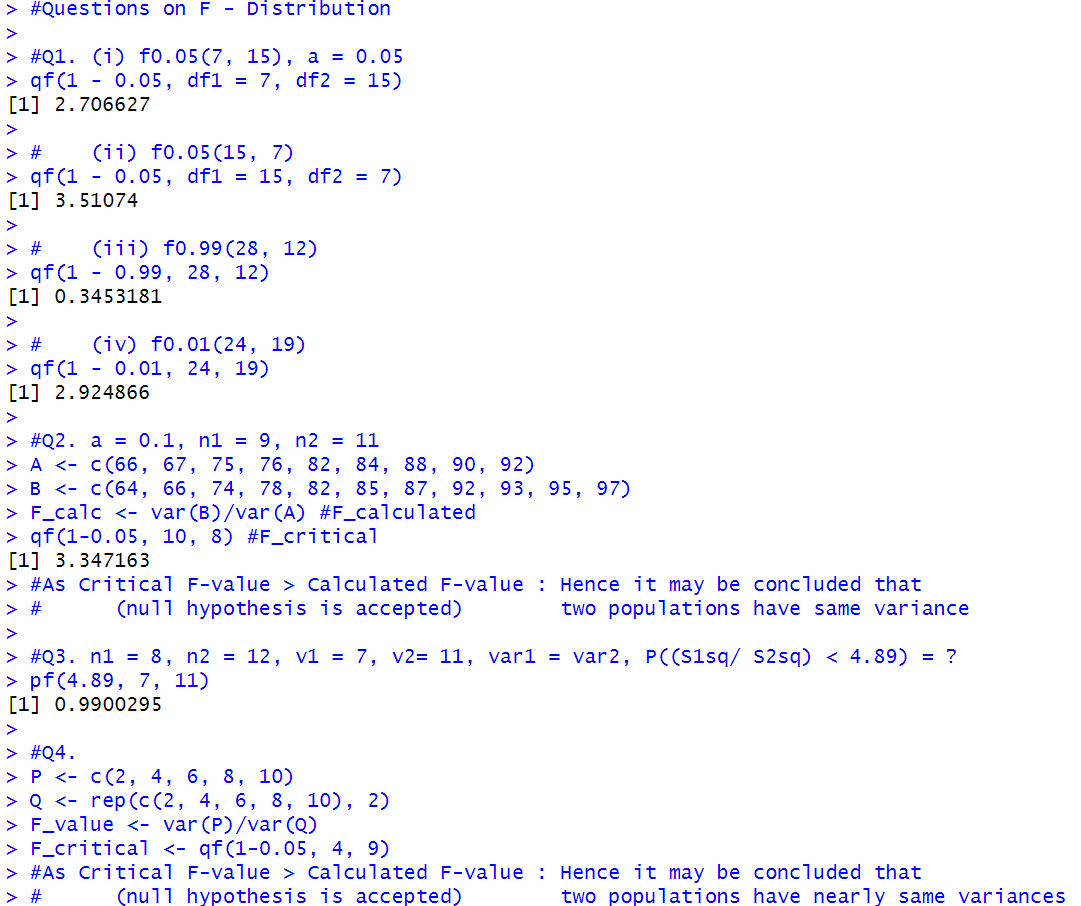 > #Questions on F - Distribution
>
> #Q1. (i) f0.05(7, 15), a = 0.05
> qf(1 - 0.05, df1 = 7, df2 = 15)
[1] 2.706627
>
> #    (ii) f0.05(15, 7)
> qf(1 - 0.05, df1 = 15, df2 = 7)
[1] 3.51074
>
> #    (iii) f0.99(28, 12)
> qf(1 - 0.99, 28, 12)
[1] 0.3453181
>
> #    (iv) f0.01(24, 19)
> qf(1 - 0.01, 24, 19)
[1] 2.924866
>
> #Q2. a = 0.1, n1 = 9, n2 = 11
> A <- c(66, 67, 75, 76, 82, 84, 88, 90, 92)
> B <- c(64, 66, 74, 78, 82, 85, 87, 92, 93, 95, 97)
> F_calc <- var(B)/var(A) #F_calculated
> qf(1-0.05, 10, 8) #F_critical
[1] 3.347163
> #As Critical F-value > Calculated F-value : Hence it may be concluded that
> #      (null hypothesis is accepted)        two populations have same variance
>
> #Q3. n1 = 8, n2 = 12, v1 = 7, v2= 11, var1 = var2, P((S1sq/ S2sq) < 4.89) = ?
> pf(4.89, 7, 11)
[1] 0.9900295
>
> #Q4.
> P <- c(2, 4, 6, 8, 10)
> Q <- rep(c(2, 4, 6, 8, 10), 2)
> F_value <- var(P)/var(Q)
> F_critical <- qf(1-0.05, 4, 9)
> #As Critical F-value > Calculated F-value : Hence it may be concluded that
> #      (null hypothesis is accepted)        two populations have nearly same variances